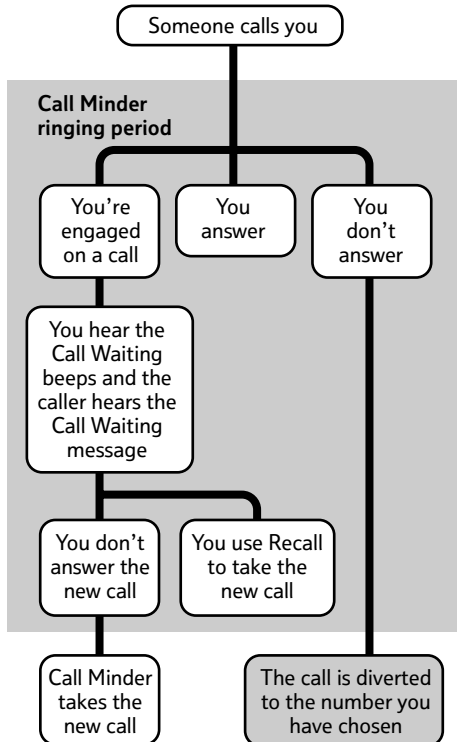 Someone calls you
Call Minder
ringing period
You're
engaged
on a call
You
answer
You
don't
answer
You hear the
Call Waiting
beeps and the
caller hears the
Call Waiting
message
You don't
answer the
new call
You use Recall
to take the
new call
Call Minder
takes the
new call
The call is diverted
to the number you
have chosen